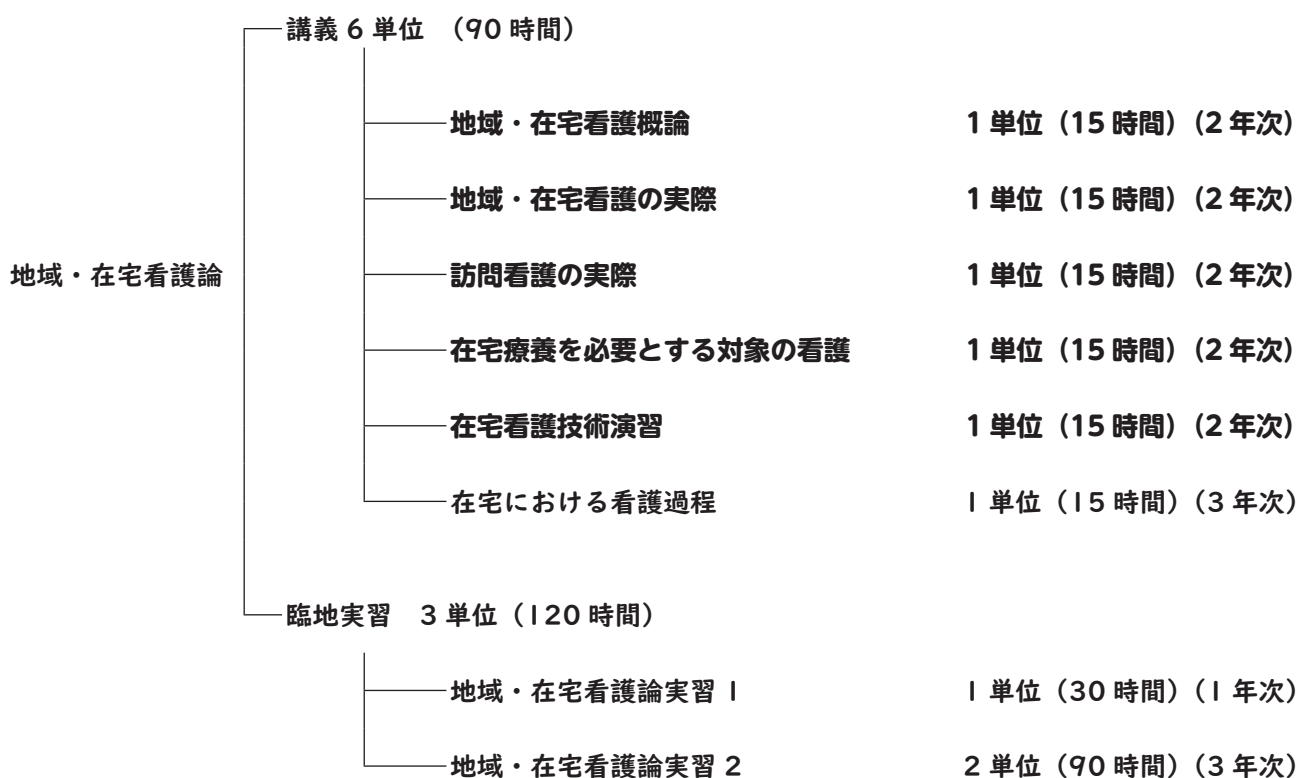 講義 6 単位 （90 時間）
地域・在宅看護概論 1 単位（15 時間）（2 年次）
地域・在宅看護の実際 1 単位（15 時間）（2 年次）
地域・在宅看護論
訪問看護の実際 1 単位（15 時間）（2 年次）
在宅療養を必要とする対象の看護 1 単位（15 時間）（2 年次）
在宅看護技術演習 1 単位（15 時間）（2 年次）
在宅における看護過程 1 単位（15 時間）（3 年次）
臨地実習 3 単位（120 時間）
地域・在宅看護論実習 1 1 単位（30 時間）（1 年次）
地域・在宅看護論実習 2 2 単位（90 時間）（3 年次）